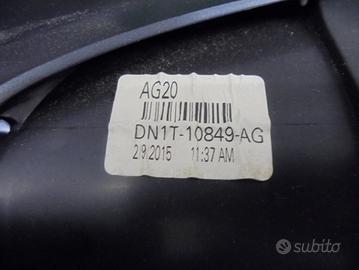 AG20
DN1T-10849-AG
2.9.2015 11:37 AM
subito